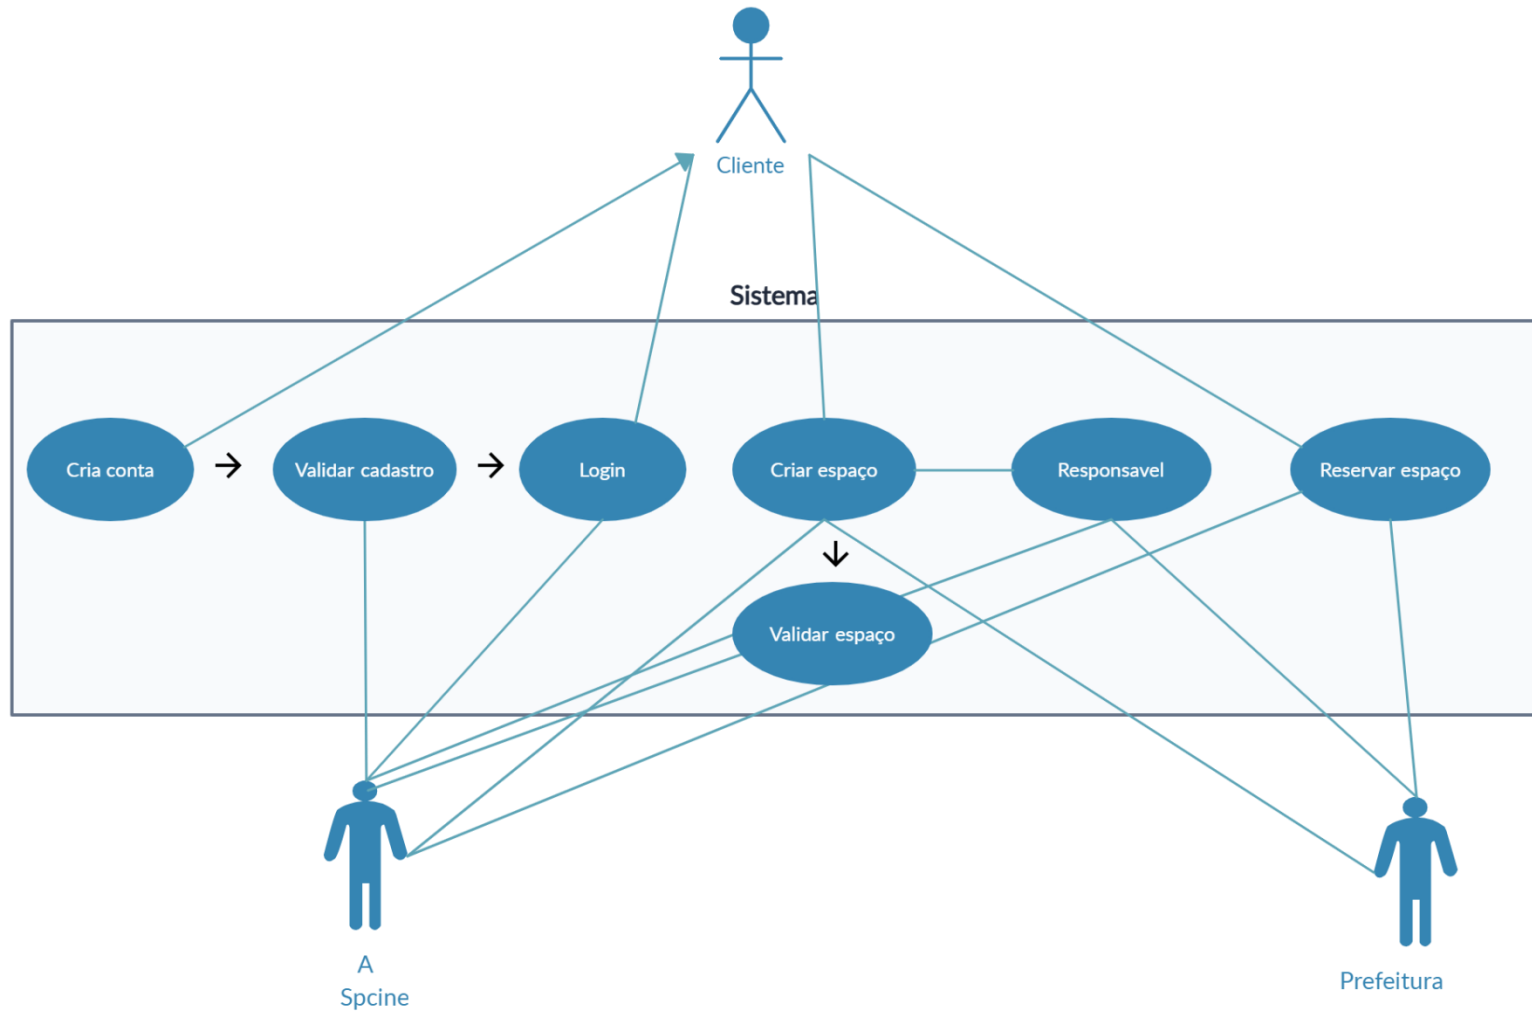 Cliente
Sistema
Cria conta
Validar cadastro
Login
Criar espaço
Responsavel
Reservar espaço
Validar espaço
A
Spcine
Prefeitura